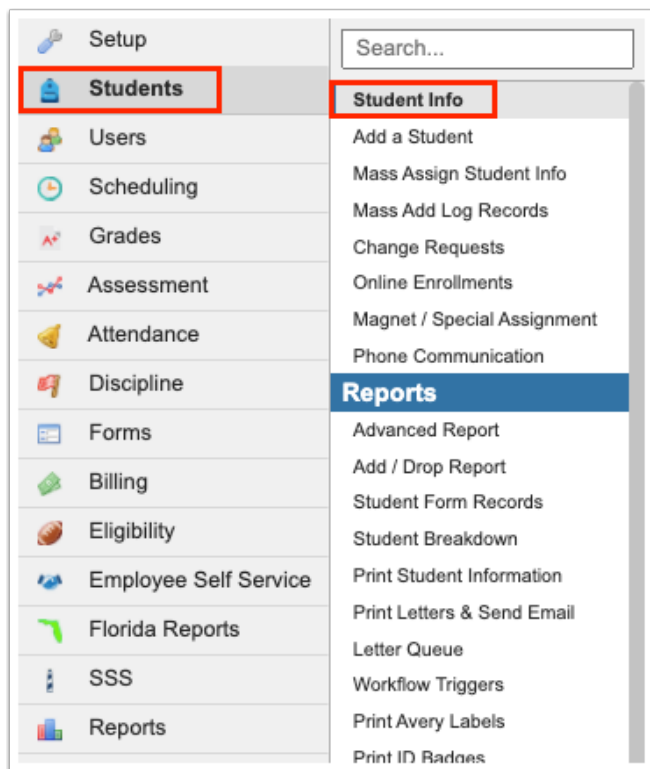 Setup
Students
Users
Scheduling
Grades
Assessment
Attendance
Discipline
Forms
Billing
Eligibility
Employee Self Service
Florida Reports
SSS
Reports
Search...
Student Info
Add a Student
Mass Assign Student Info
Mass Add Log Records
Change Requests
Online Enrollments
Magnet / Special Assignment
Phone Communication
Reports
Advanced Report
Add / Drop Report
Student Form Records
Student Breakdown
Print Student Information
Print Letters & Send Email
Letter Queue
Workflow Triggers
Print Avery Labels
Print ID Badges